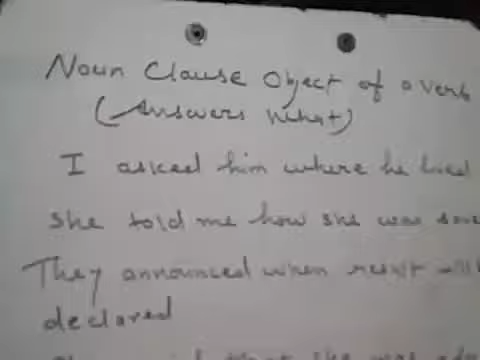 Noun Clause Object of a verb
(Answers What)
I asked him where he lived
She told me how she was save
They announced when result will
declared